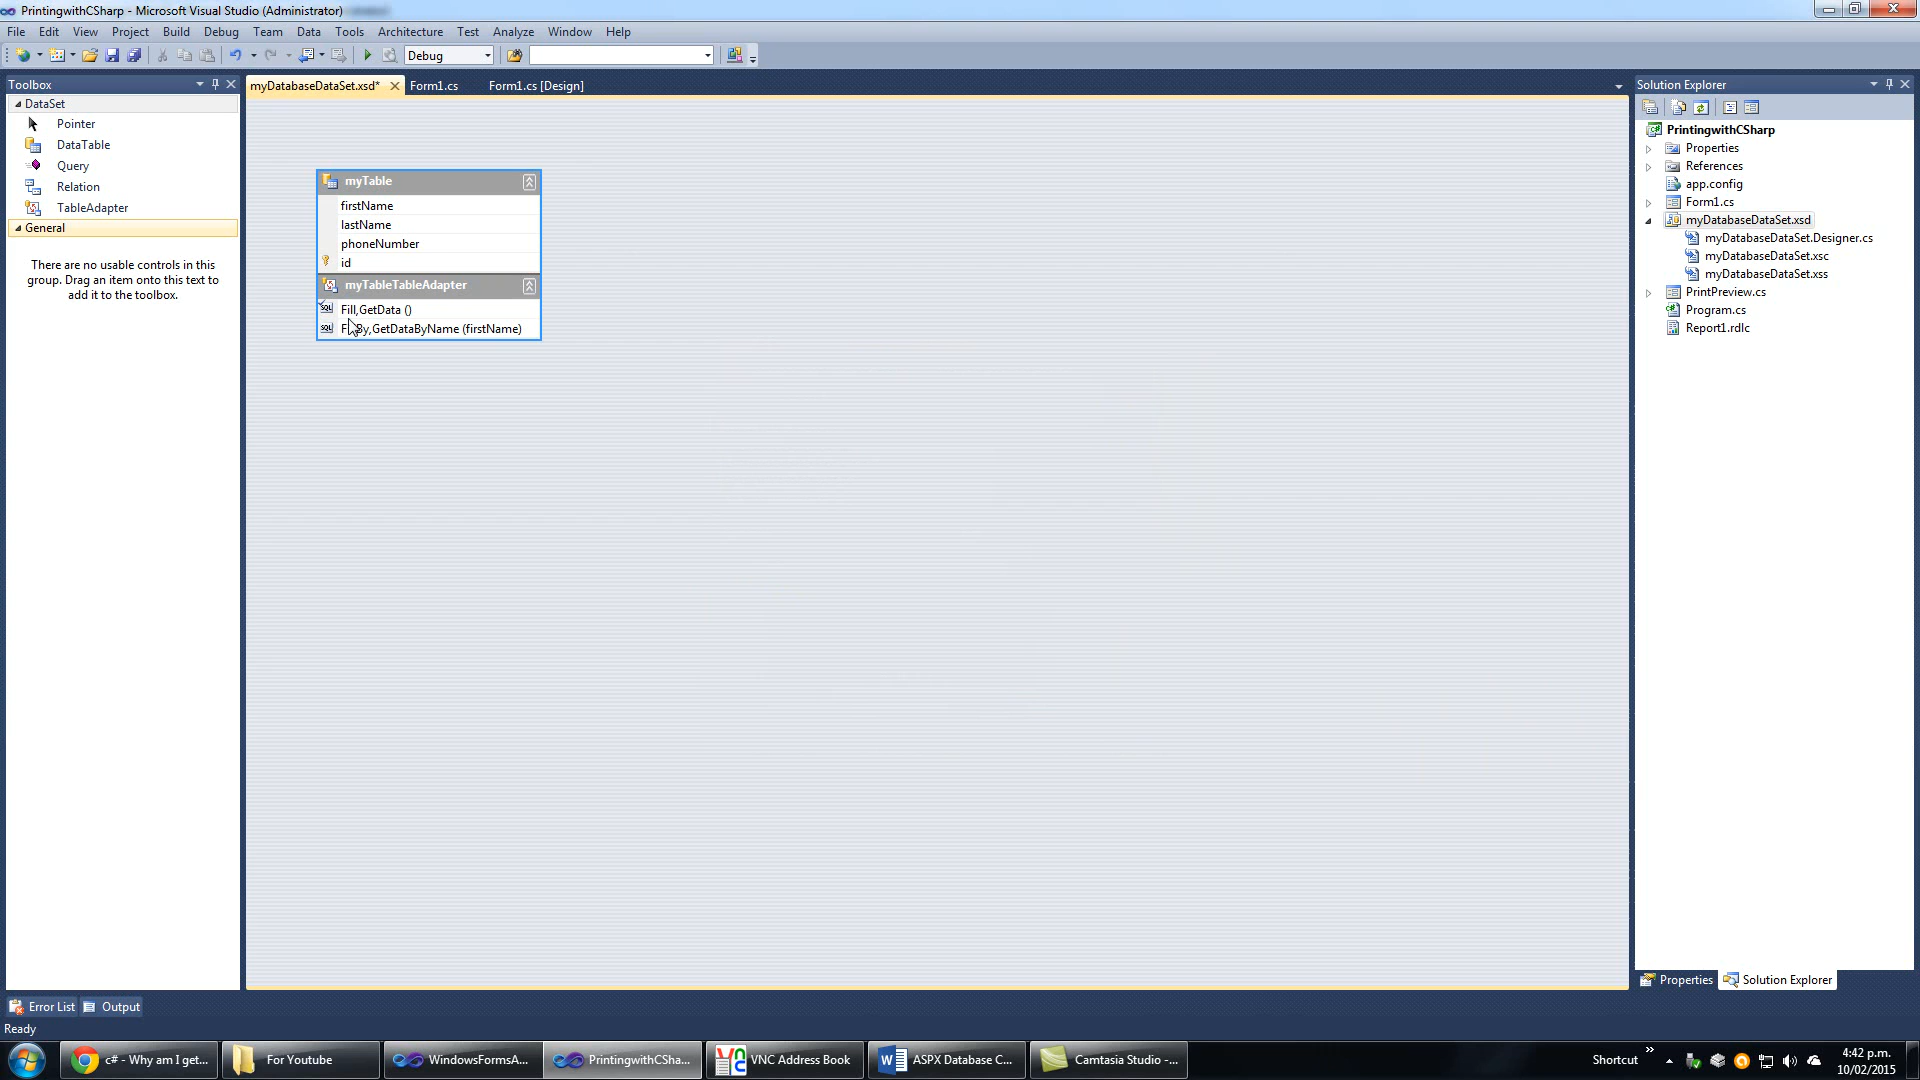 PrintingwithCSharp - Microsoft Visual Studio (Administrator)
File Edit View Project Build Debug Team Data Tools Architecture Test Analyze Window Help
Debug
Toolbox
DataSet
Pointer
DataTable
Query
Relation
TableAdapter
General
There are no usable controls in this
group. Drag an item onto this text to
add it to the toolbox.
myDatabaseDataSet.xsd* Form1.cs Form1.cs [Design]
myTable
firstName
lastName
phoneNumber
id
myTableTableAdapter
SQL Fill,GetData ()
SQL GetDataByName (firstName)
Solution Explorer
PrintingwithCSharp
Properties
References
app.config
Form1.cs
myDatabaseDataSet.xsd
myDatabaseDataSet.Designer.cs
myDatabaseDataSet.xsc
myDatabaseDataSet.xss
PrintPreview.cs
Program.cs
Report1.rdlc
Properties Solution Explorer
Error List Output
Ready
c# - Why am I get... For Youtube WindowsFormsA... PrintingwithCSha... VNC Address Book ASPX Database C... Camtasia Studio -... Shortcut
4:42 p.m.
10/02/2015